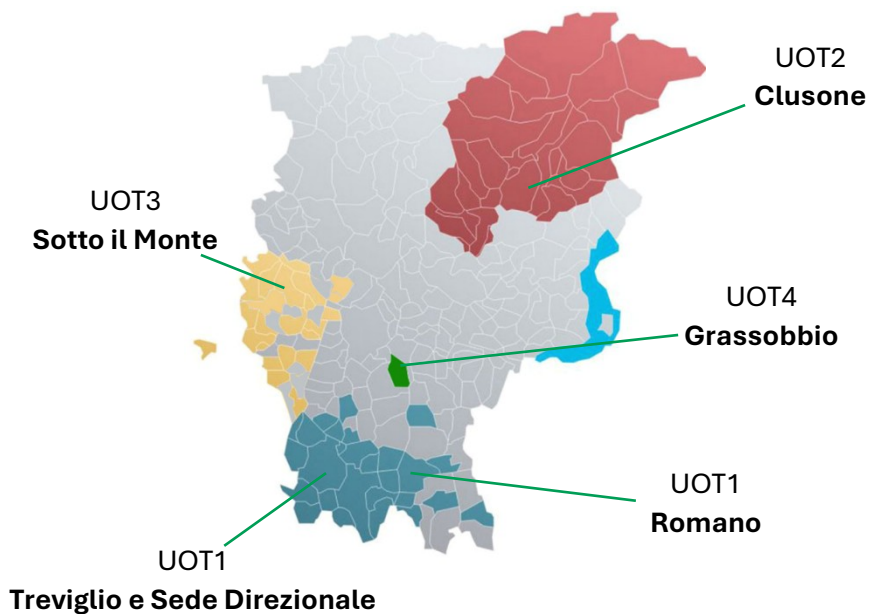 UOT2
Clusone
UOT3
Sotto il Monte
UOT4
Grassobbio
UOT1
Romano
UOT1
Treviglio e Sede Direzionale